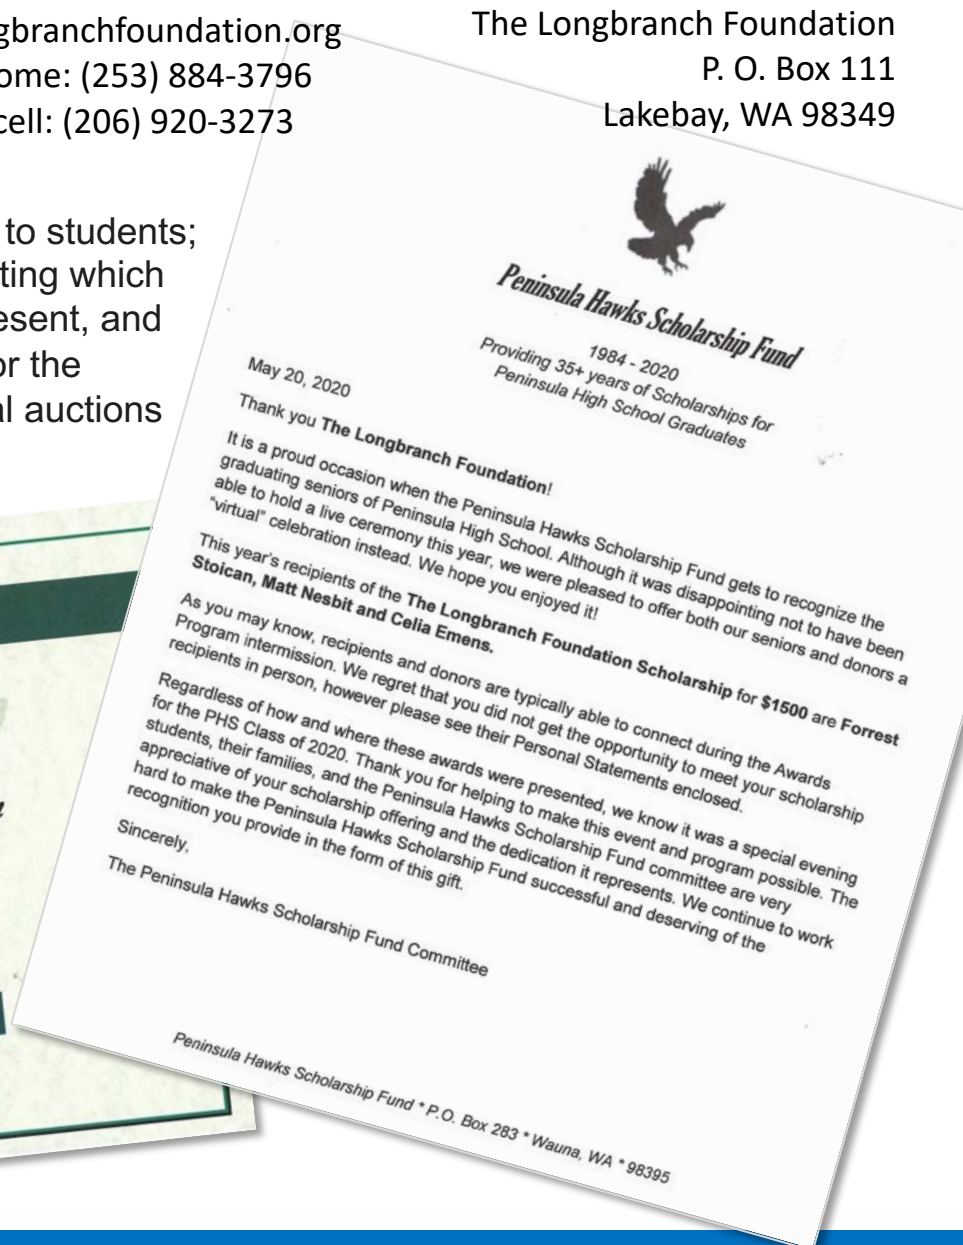 gbranchfoundation.org
ome: (253) 884-3796
cell: (206) 920-3273
The Longbranch Foundation
P. O. Box 111
Lakebay, WA 98349
to students;
ting which
esent, and
or the
al auctions
Peninsula Hawks Scholarship Fund
1984 - 2020
Providing 35+ years of Scholarships for
Peninsula High School Graduates
May 20, 2020
Thank you The Longbranch Foundation!
It is a proud occasion when the Peninsula Hawks Scholarship Fund gets to recognize the
graduating seniors of Peninsula High School. Although it was disappointing not to have been
able to hold a live ceremony this year, we were pleased to offer both our seniors and donors a
"virtual" celebration instead. We hope you enjoyed it!
This year's recipients of the The Longbranch Foundation Scholarship for $1500 are Forrest
Stoican, Matt Nesbit and Celia Emens.
As you may know, recipients and donors are typically able to connect during the Awards
Program intermission. We regret that you did not get the opportunity to meet your scholarship
recipients in person, however please see their Personal Statements enclosed.
Regardless of how and where these awards were presented, we know it was a special evening
for the PHS Class of 2020. Thank you for helping to make this event and program possible. The
students, their families, and the Peninsula Hawks Scholarship Fund committee are very
appreciative of your scholarship offering and the dedication it represents. We continue to work
hard to make the Peninsula Hawks Scholarship Fund successful and deserving of the
recognition you provide in the form of this gift.
Sincerely,
The Peninsula Hawks Scholarship Fund Committee
Peninsula Hawks Scholarship Fund * P.O. Box 283 * Wauna, WA * 98395